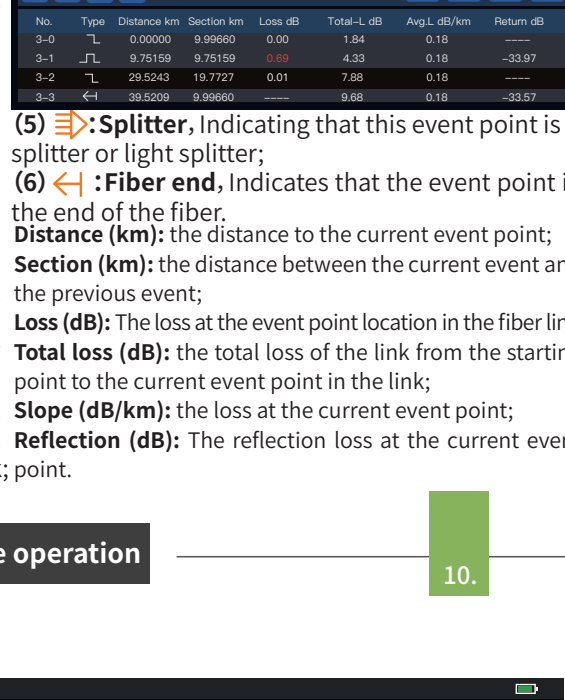 No. Type Distance km Section km Loss dB Total-L dB Avg.L dB/km Return dB
3-0 0.00000 9.99660 0.00 1.84 0.18 ----
3-1 9.75159 9.75159 0.69 4.33 0.18 -33.97
3-2 29.5243 19.7727 0.01 7.88 0.18 ----
3-3 39.5209 9.99660 ---- 9.68 0.18 -33.57
(5) :Splitter, Indicating that this event point is
splitter or light splitter;
(6) :Fiber end, Indicates that the event point i
the end of the fiber.
Distance (km): the distance to the current event point;
Section (km): the distance between the current event an
the previous event;
Loss (dB): The loss at the event point location in the fiber lin
Total loss (dB): the total loss of the link from the startin
point to the current event point in the link;
Slope (dB/km): the loss at the current event point;
Reflection (dB): The reflection loss at the current even
; point.
e operation
10.